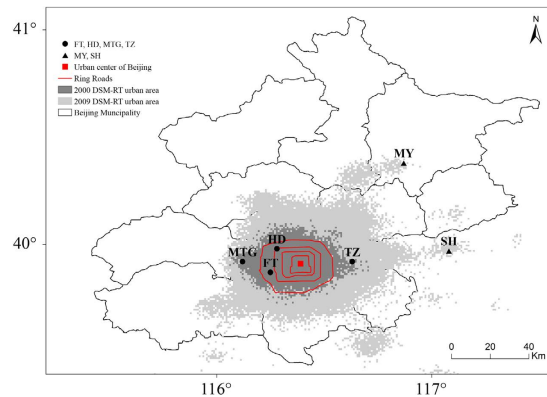 41°
N
FT, HD, MTG, TZ
MY, SH
Urban center of Beijing
Ring Roads
2000 DSM-RT urban area
2009 DSM-RT urban area
Beijing Muncipality
MY
40°
HD
SH
MTG
TZ
FT
0 20 40
Km
116°
117°